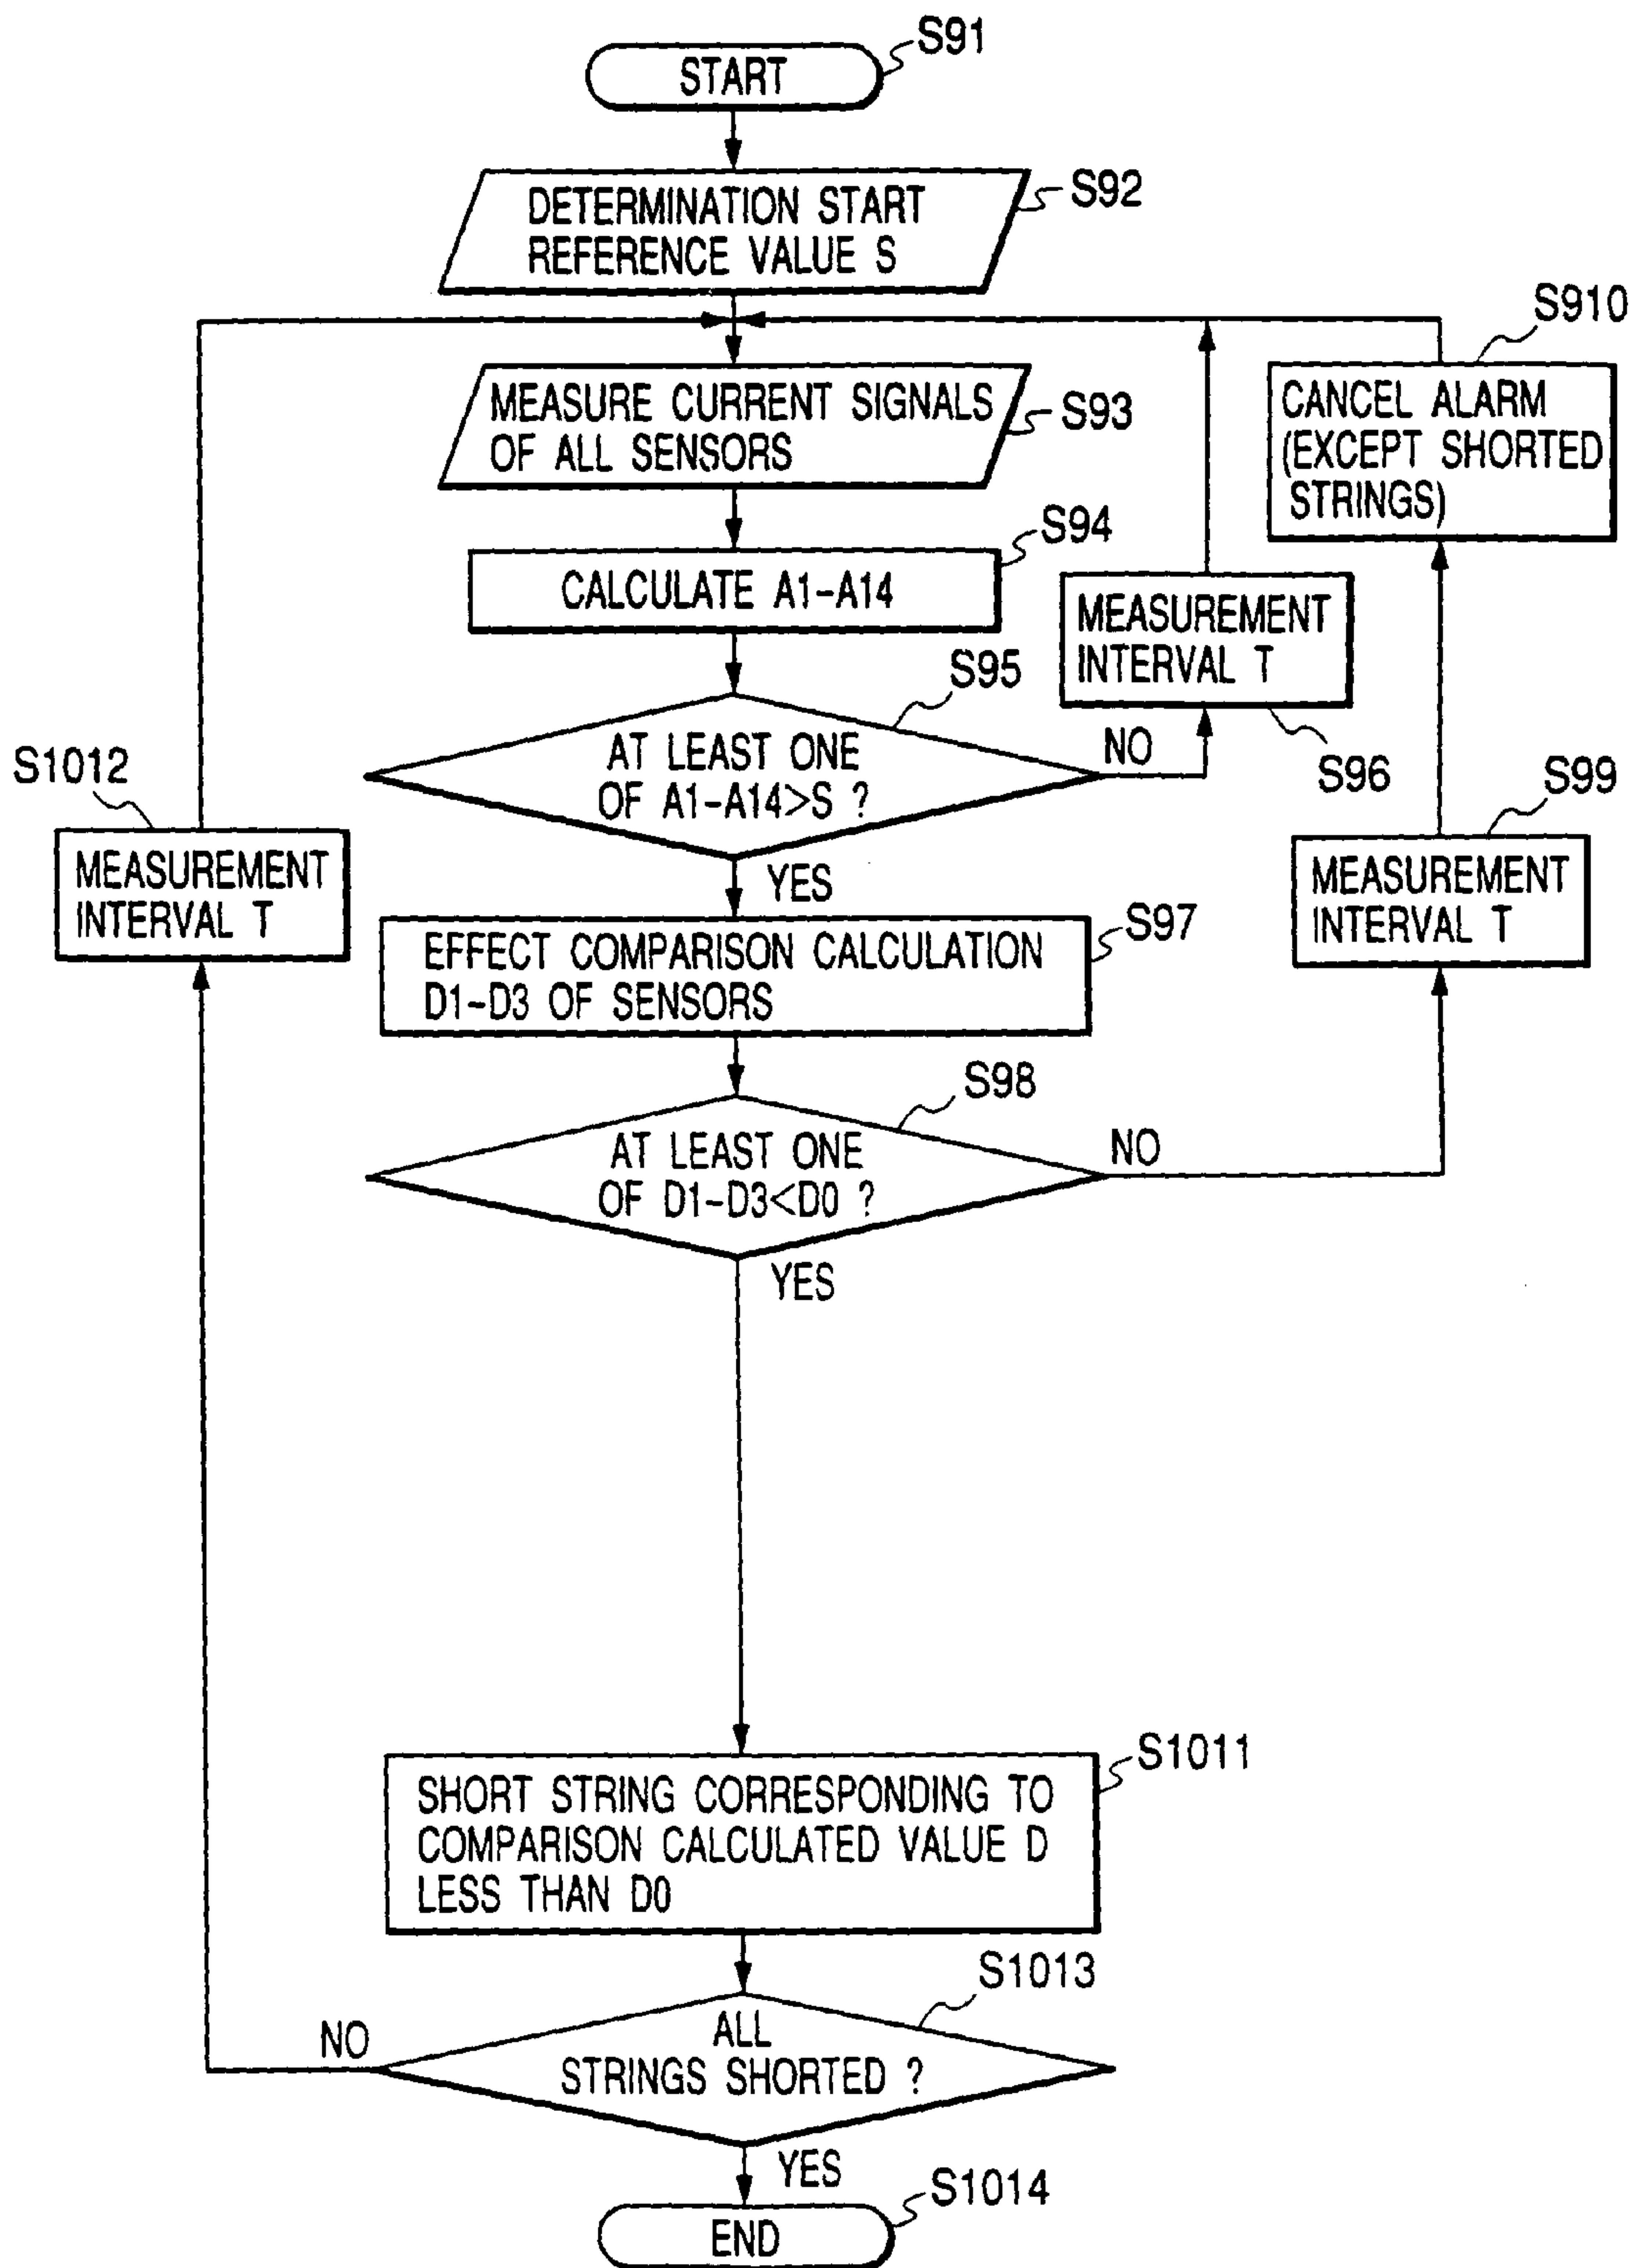 START
S91
DETERMINATION START
REFERENCE VALUE S
S92
MEASURE CURRENT SIGNALS
OF ALL SENSORS
S93
S910
CANCEL ALARM
(EXCEPT SHORTED
STRINGS)
CALCULATE A1-A14
S94
MEASUREMENT
INTERVAL T
S96
AT LEAST ONE
OF A1-A14>S ?
S95
NO
YES
S1012
MEASUREMENT
INTERVAL T
S99
MEASUREMENT
INTERVAL T
EFFECT COMPARISON CALCULATION
D1-D3 OF SENSORS
S97
AT LEAST ONE
OF D1-D3<D0 ?
S98
NO
YES
SHORT STRING CORRESPONDING TO
COMPARISON CALCULATED VALUE D
LESS THAN D0
S1011
ALL
STRINGS SHORTED ?
S1013
NO
YES
END
S1014